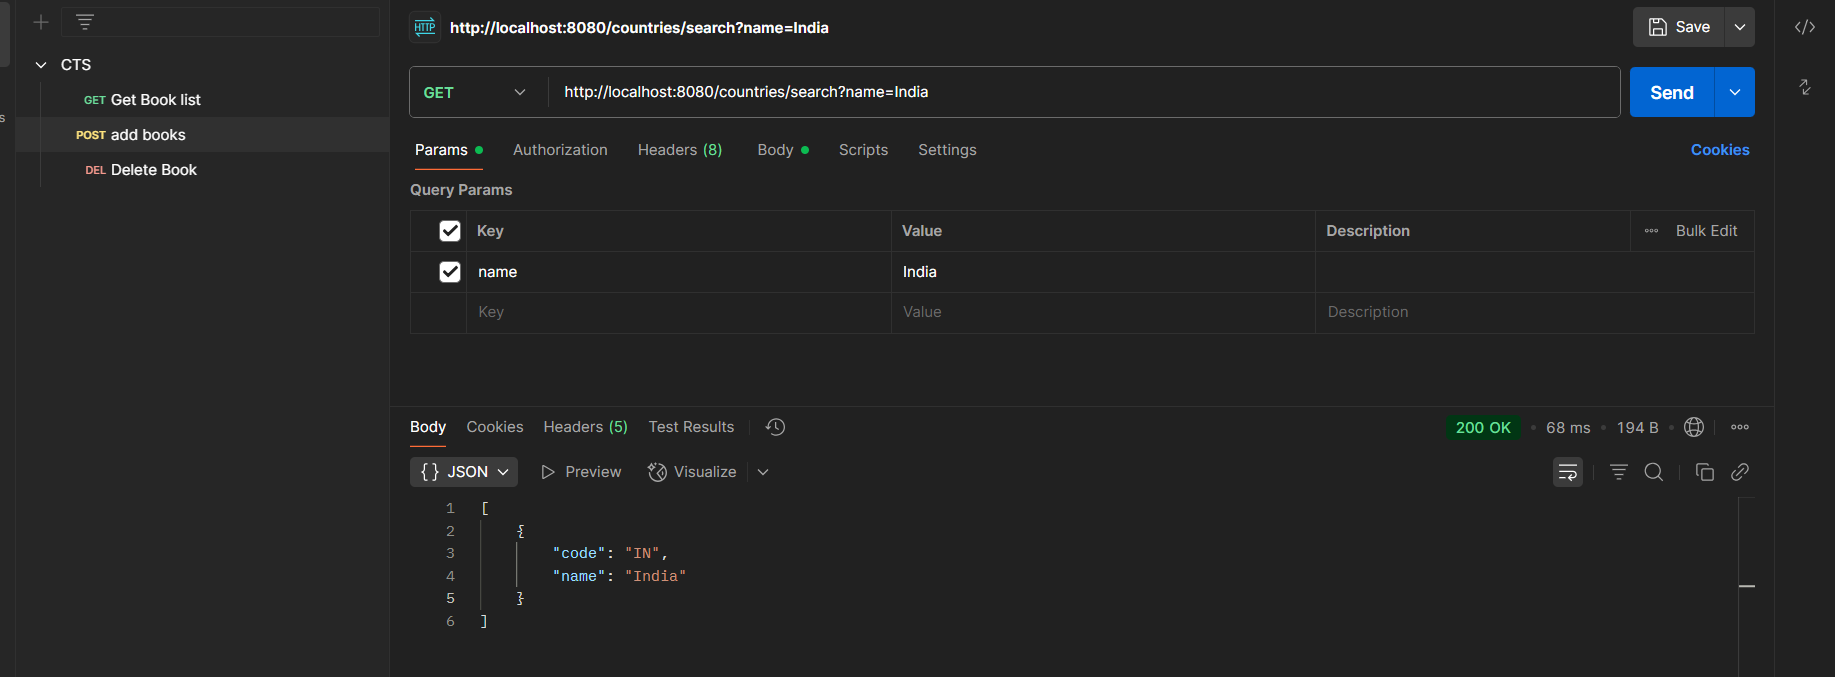 HTTP http://localhost:8080/countries/search?name=India
Save
CTS
GET Get Book list
POST add books
DEL Delete Book
s
GET http://localhost:8080/countries/search?name=India
Send
Params Authorization Headers (8) Body Scripts Settings
Cookies
Query Params
Key Value Description Bulk Edit
name India
Key Value Description
Body Cookies Headers (5) Test Results
200 OK • 68 ms • 194 B •
{} JSON Preview Visualize
1 [
2 {
3 "code": "IN",
4 "name": "India"
5 }
6 ]